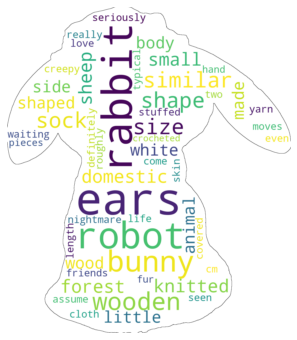 seriously
really
love
body
creepy
sheep
rabbit
typical
small
hand
side
similar
shaped
stuffed
shape
two
made
yarn
sock
definitely
roughly
size
crocheted
moves
even
waiting
pieces
white
come
domestic
skin
ears
animal
nightmare
life
covered
length
robot
wood
bunny
friends
fur
cm
forest
knitted
assume
wooden
seen
cloth
little